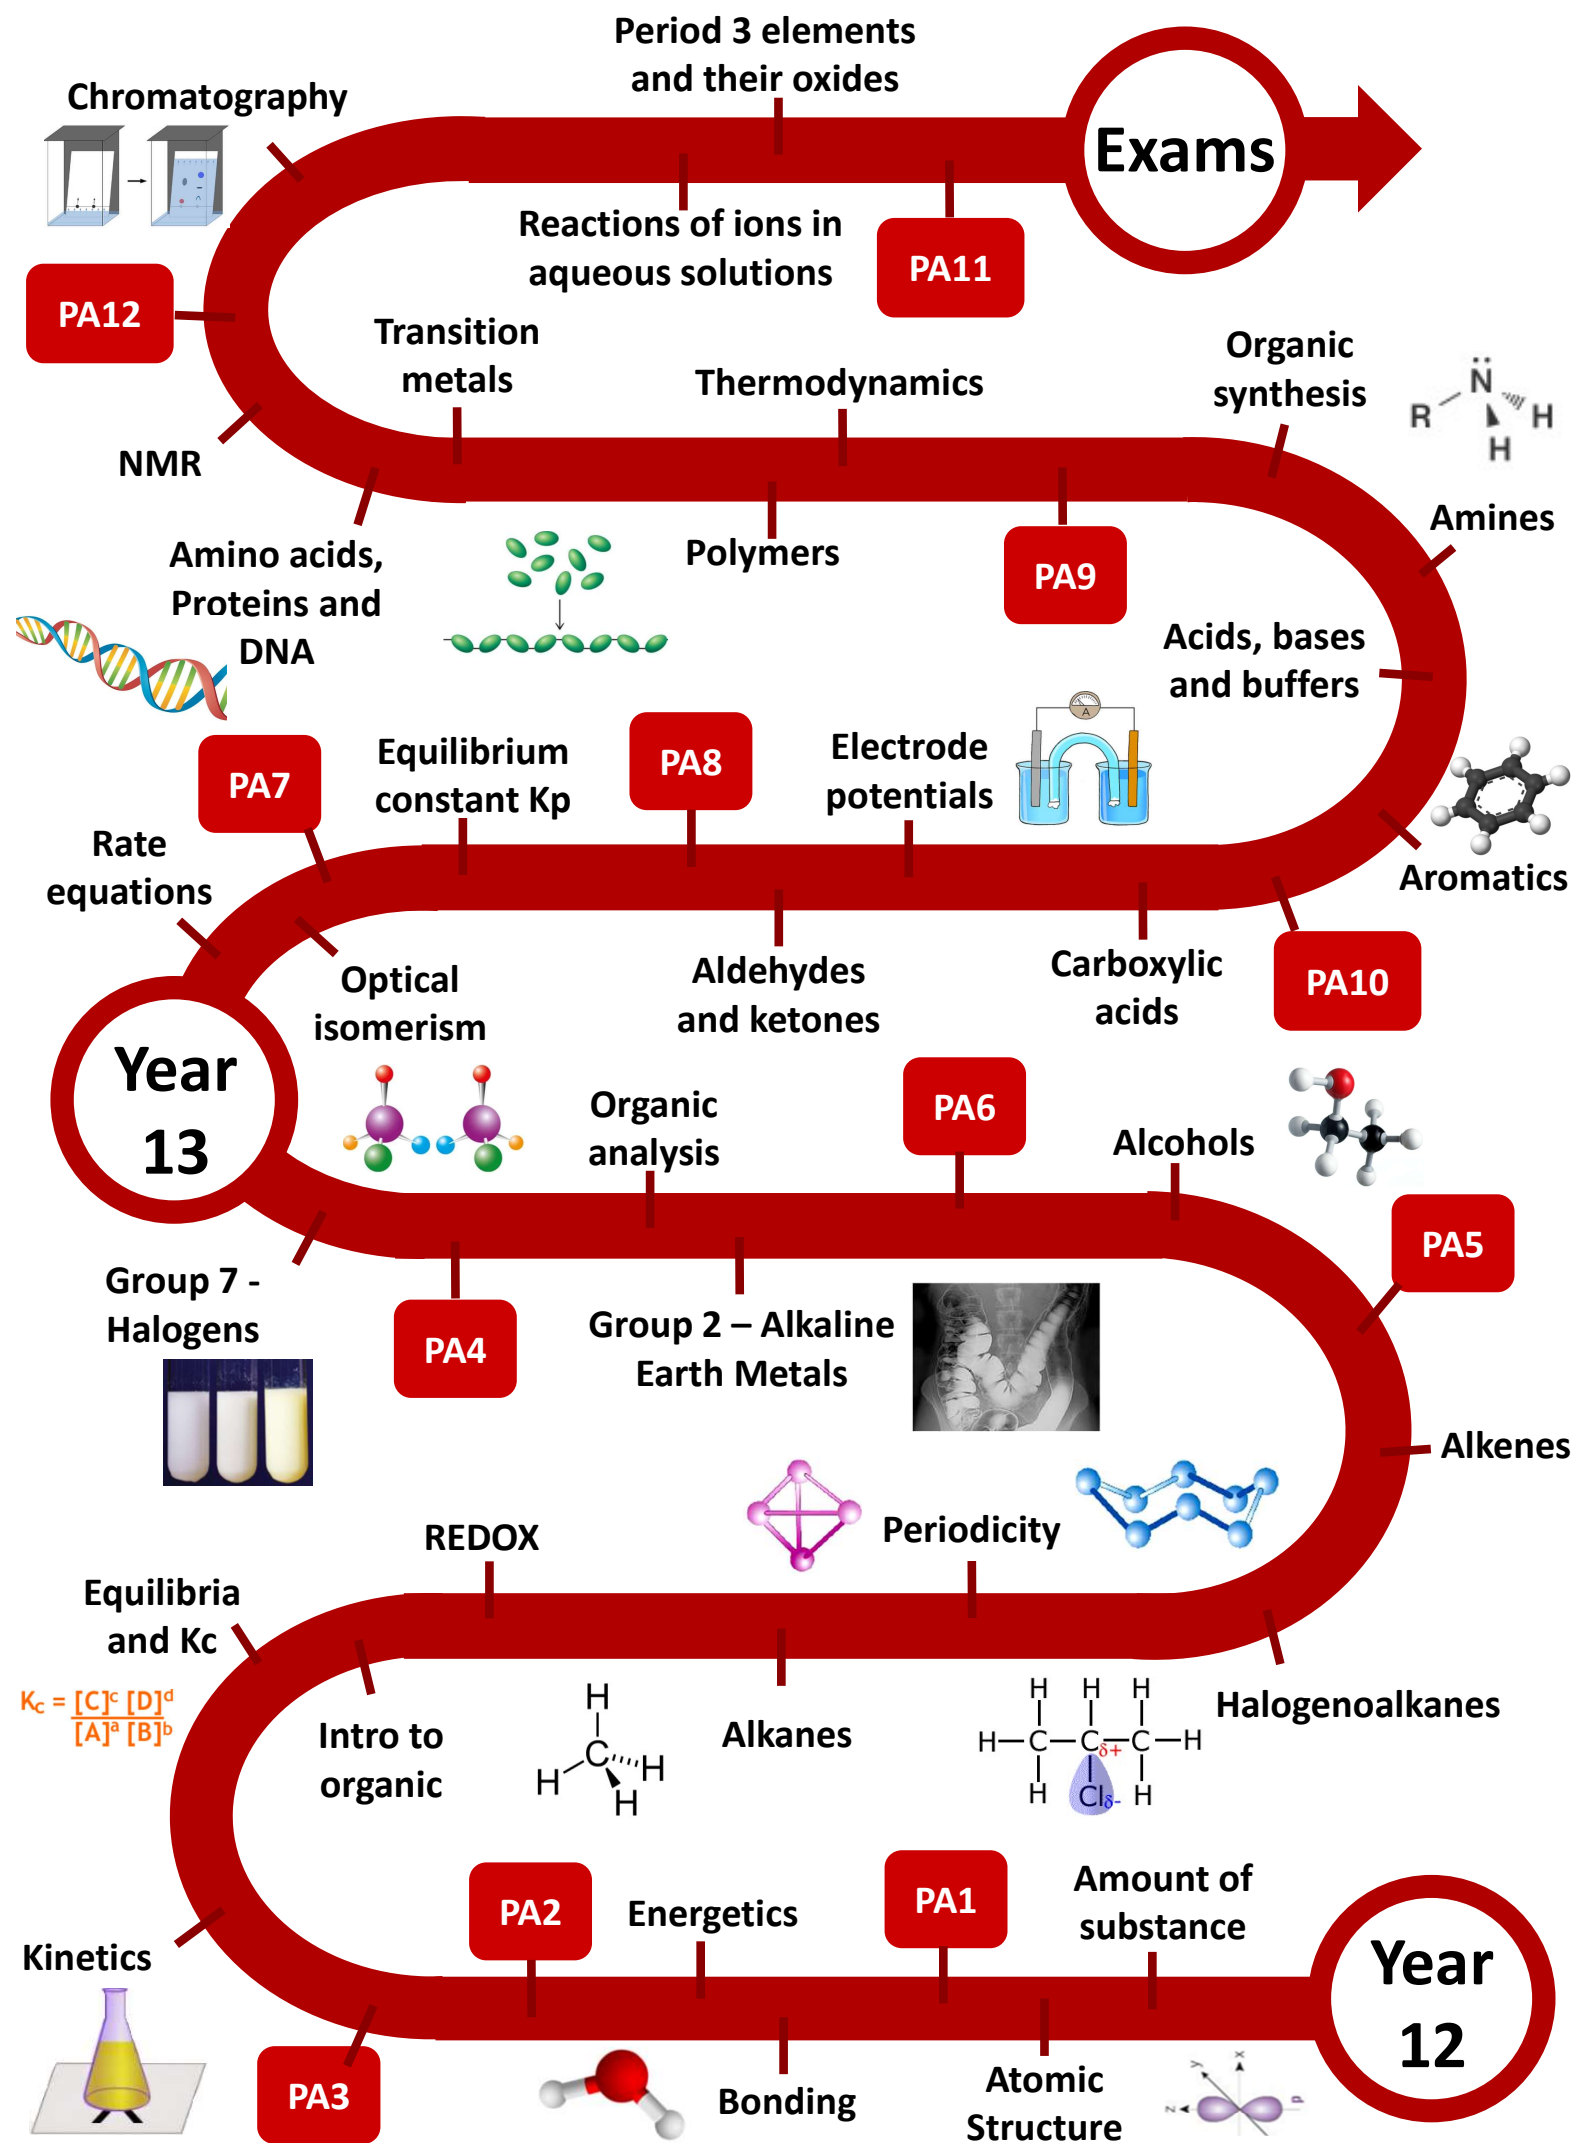 Period 3 elements
and their oxides
Chromatography
Exams
Reactions of ions in
aqueous solutions
PA11
PA12
Transition
metals
Thermodynamics
Organic
synthesis
N
R
H
H
NMR
Amines
Amino acids,
Proteins and
DNA
Polymers
PA9
Acids, bases
and buffers
PA7
Equilibrium
constant Kp
PA8
Electrode
potentials
A
Rate
equations
Aromatics
Optical
isomerism
Aldehydes
and ketones
Carboxylic
acids
PA10
Year
13
Organic
analysis
PA6
Alcohols
PA5
Group 7 -
Halogens
PA4
Group 2 – Alkaline
Earth Metals
Alkenes
REDOX
Periodicity
Equilibria
and Kc
Kc = [C]ᶜ [D]ᵈ
[A]ᵃ [B]ᵇ
Intro to
organic
H
C
H
H
H
Alkanes
H H H
H C C δ+ C H
H Cl δ- H
Halogenoalkanes
PA2
Energetics
PA1
Amount of
substance
Kinetics
Year
12
PA3
Bonding
Atomic
Structure
x
y
z
p